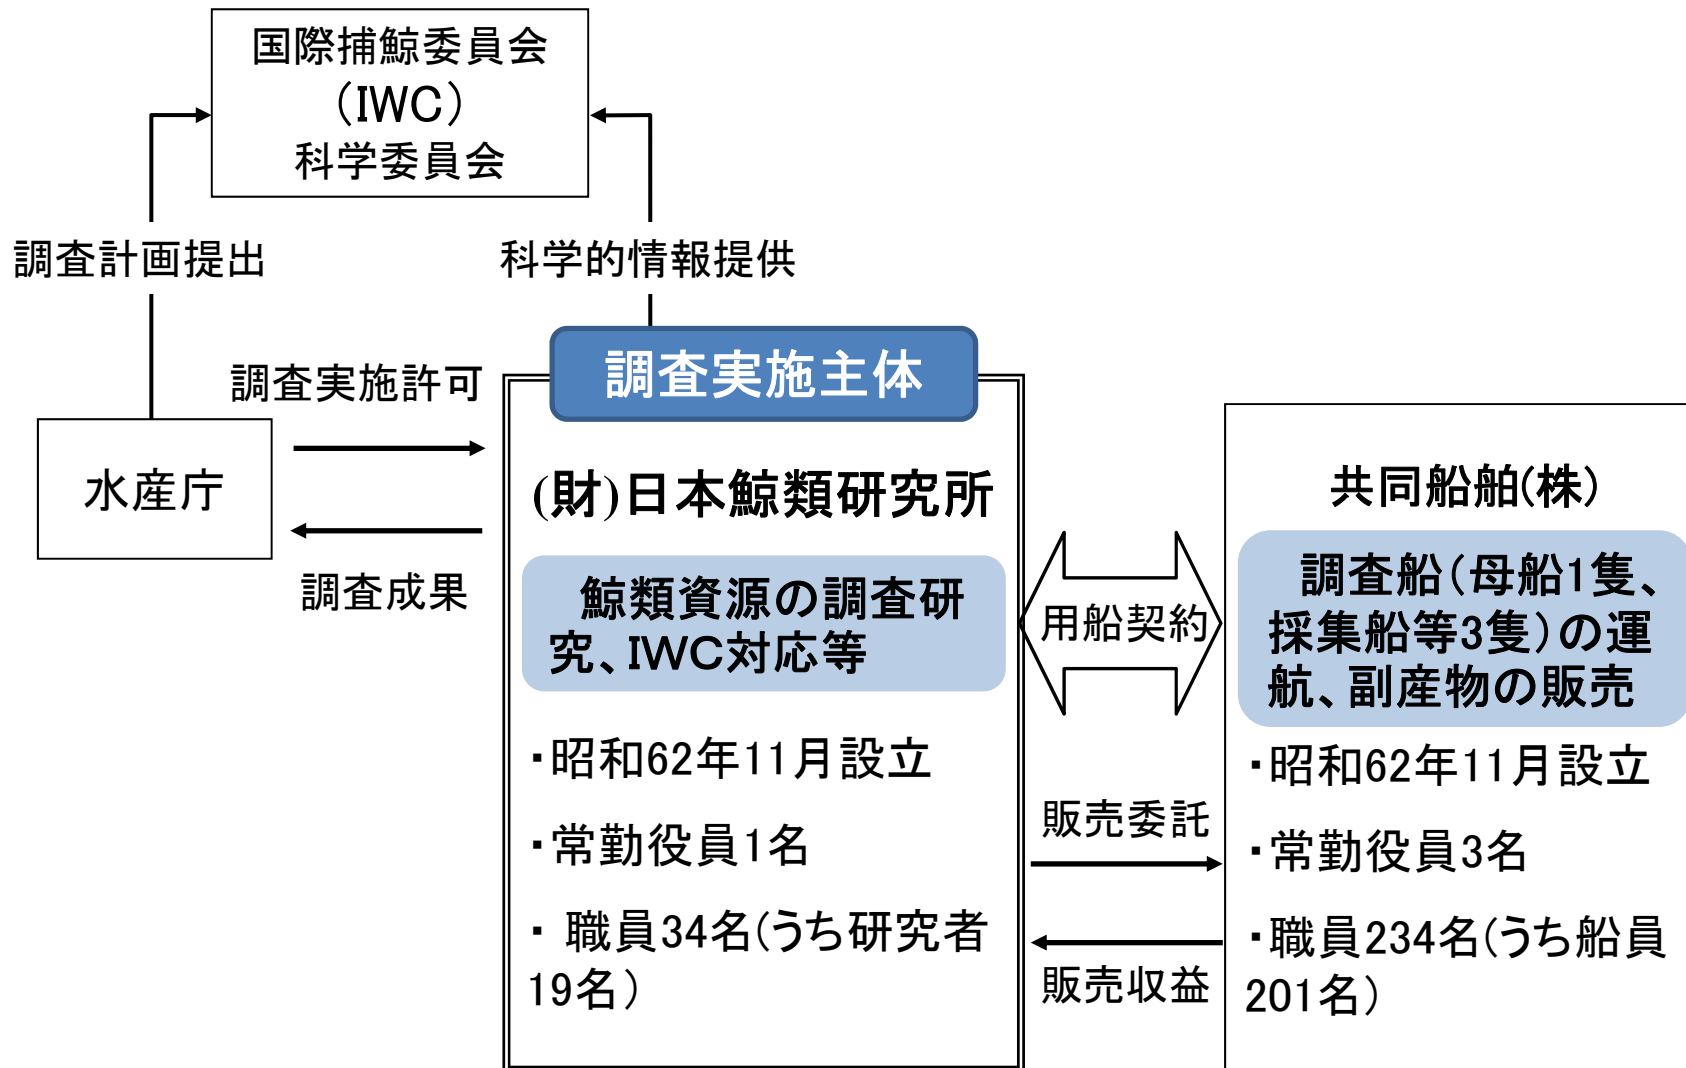 国際捕鯨委員会
(IWC)
科学委員会
調査計画提出
科学的情報提供
調査実施許可
調査実施主体
水産庁
調査成果
(財)日本鯨類研究所
鯨類資源の調査研
究、IWC対応等
・昭和62年11月設立
・常勤役員1名
・ 職員34名(うち研究者
19名)
用船契約
販売委託
販売収益
共同船舶(株)
調査船(母船1隻、
採集船等3隻)の運
航、副産物の販売
・昭和62年11月設立
・常勤役員3名
・職員234名(うち船員
201名)